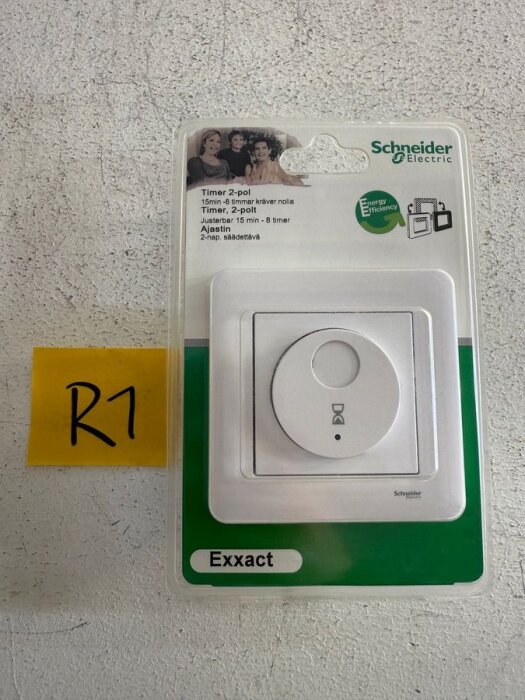 Schneider
Electric
Timer 2-pol
15min -8 timmar kräver nolla
Timer, 2-polt
Justerbar 15 min - 8 timer
Ajastin
2-nap. säädettävä
Energy
Efficiency
R1
Schneider
Electric
Exxact